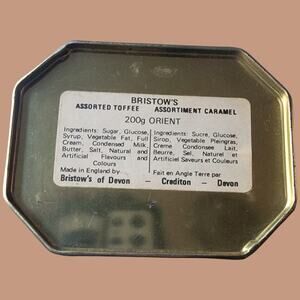 BRISTOW'S
ASSORTED TOFFEE ASSORTIMENT CARAMEL
200g ORIENT
Ingredients: Sugar, Glucose,
Syrup, Vegetable Fat, Full
Cream, Condensed Milk,
Butter, Salt, Natural and
Artificial Flavours and
Colours
Made in England by
Ingredients: Sucre, Glucose,
Sirop, Vegetable Pleingras,
Creme Condonsee Lait,
Beurre, Sel, Naturel et
Artificiel Saveurs et Couleurs
Fait en Angle Terre par
Bristow's of Devon – Crediton – Devon